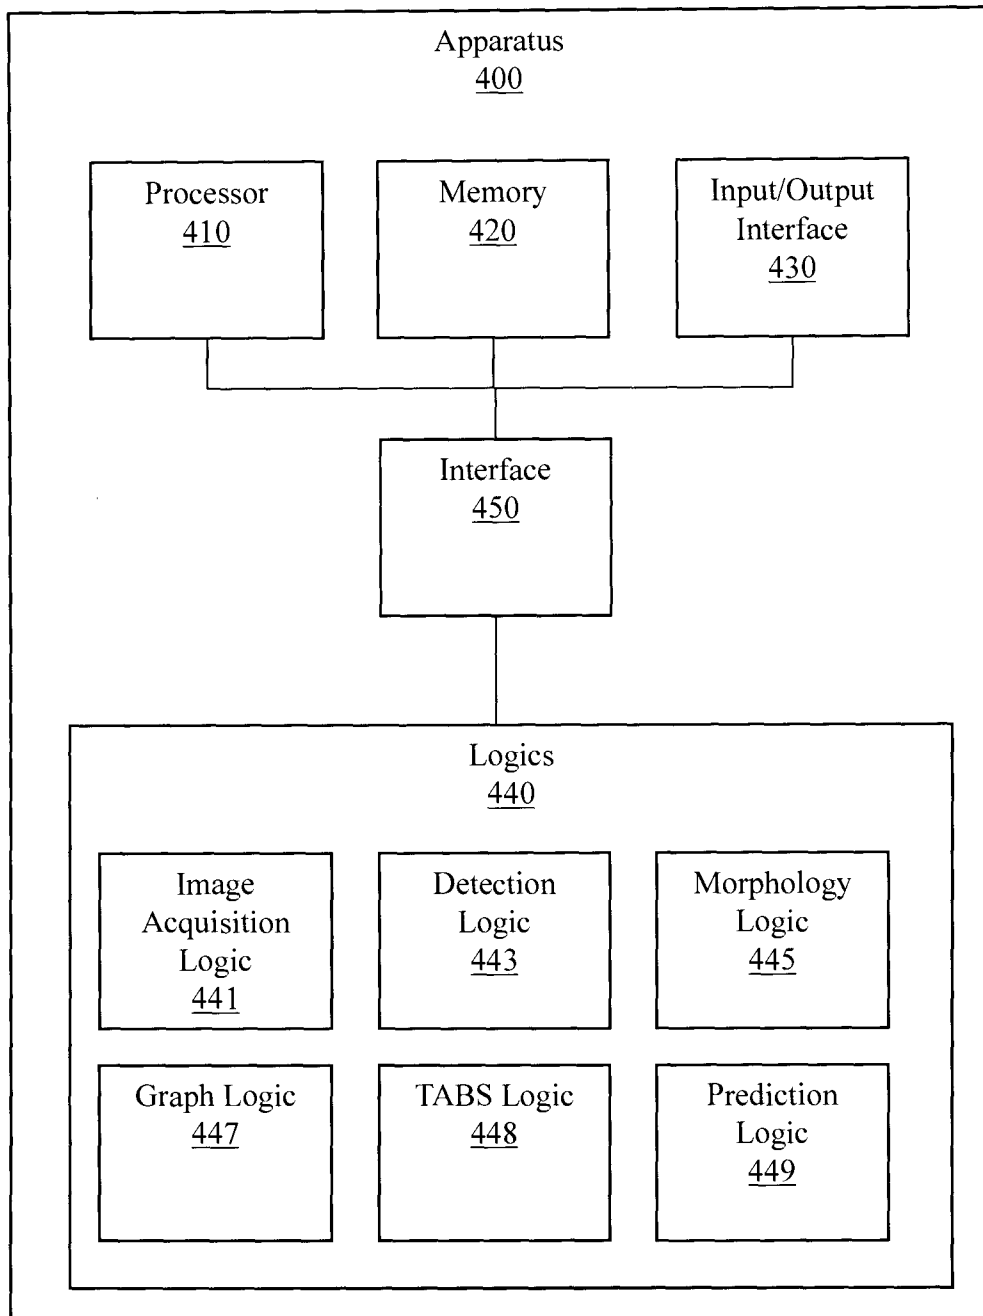 Apparatus
400
Processor
410
Memory
420
Input/Output
Interface
430
Interface
450
Logics
440
Image
Acquisition
Logic
441
Detection
Logic
443
Morphology
Logic
445
Graph Logic
447
TABS Logic
448
Prediction
Logic
449